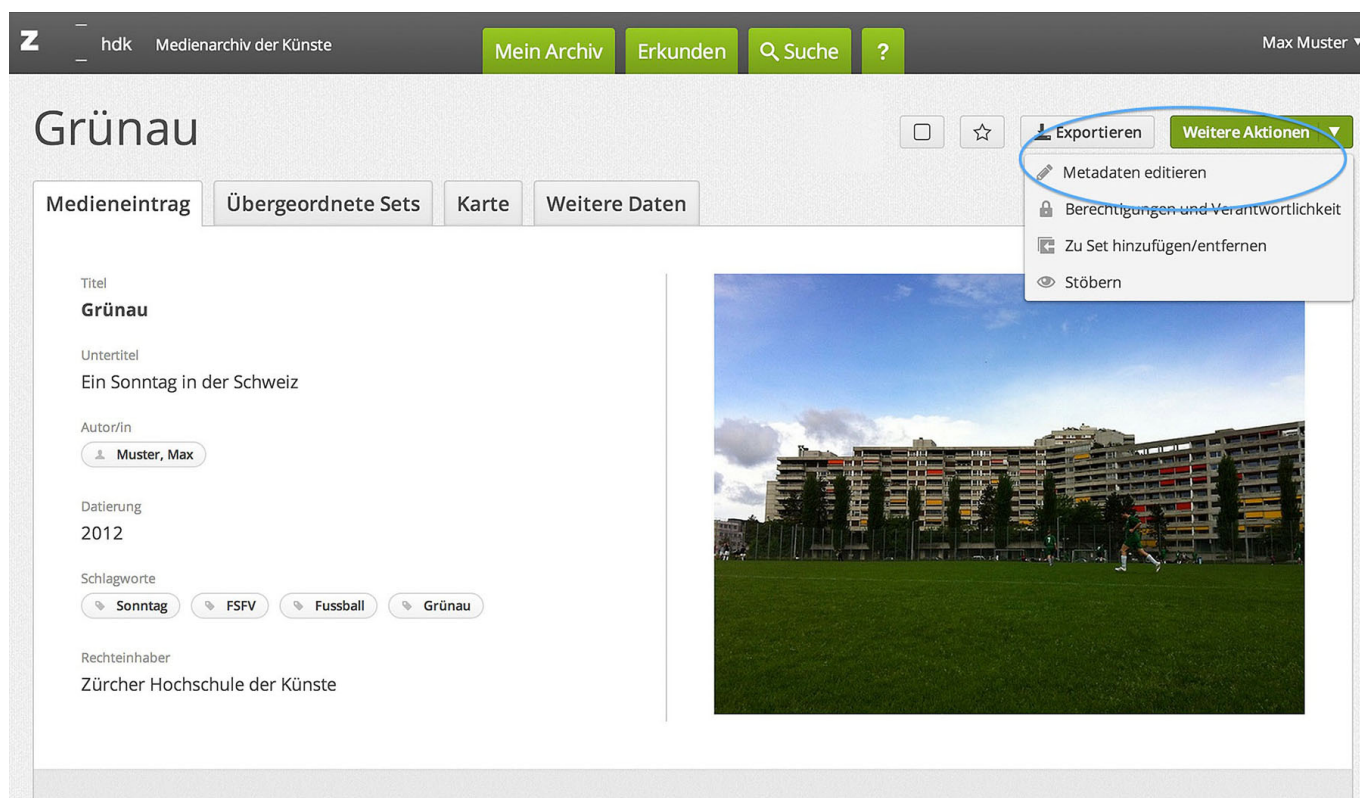 Z hdk Medienarchiv der Künste
Mein Archiv Erkunden Suche ?
Max Muster
Grünau
Exportieren Weitere Aktionen
Metadaten editieren
Berechtigungen und Verantwortlichkeit
Zu Set hinzufügen/entfernen
Stöbern
Medieneintrag Übergeordnete Sets Karte Weitere Daten
Titel
Grünau
Untertitel
Ein Sonntag in der Schweiz
Autor/in
Muster, Max
Datierung
2012
Schlagworte
Sonntag FSFV Fussball Grünau
Rechteinhaber
Zürcher Hochschule der Künste